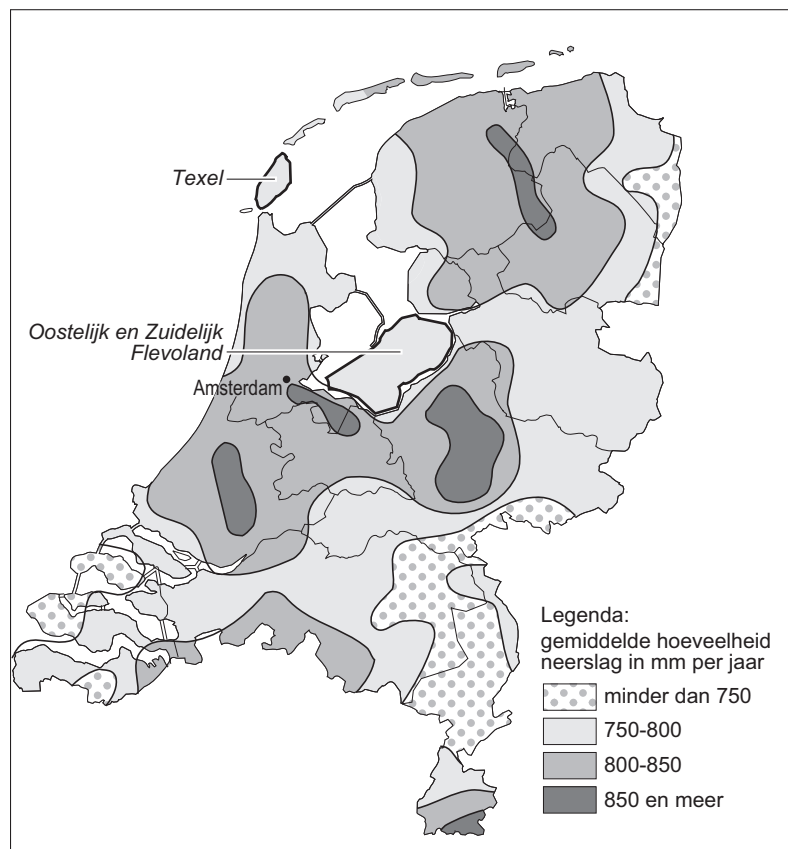 Texel
Oostelijk en Zuidelijk
Flevoland
Amsterdam
Legenda:
gemiddelde hoeveelheid
neerslag in mm per jaar
minder dan 750
750-800
800-850
850 en meer